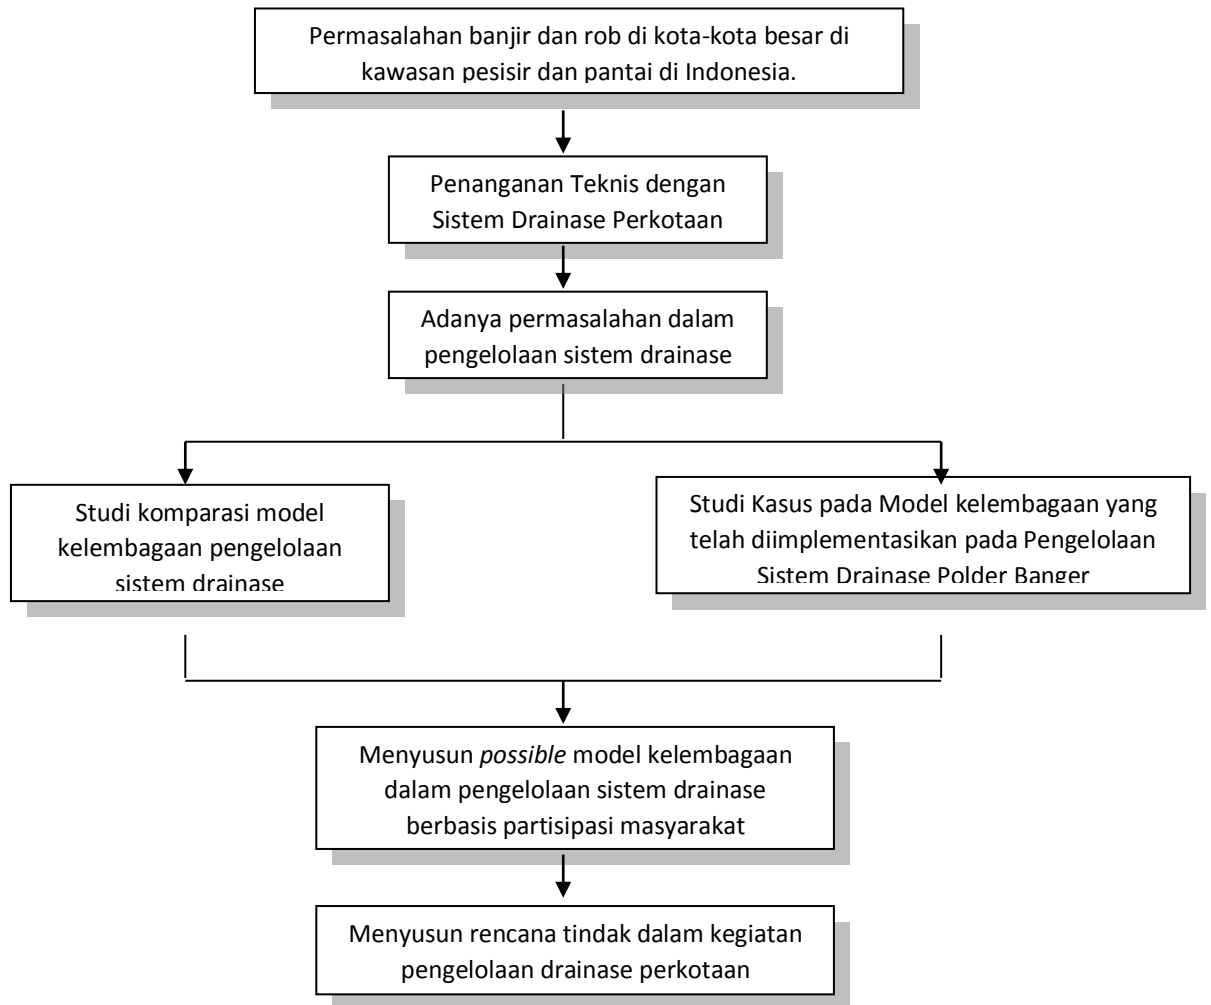 Permasalahan banjir dan rob di kota-kota besar di
kawasan pesisir dan pantai di Indonesia.
Penanganan Teknis dengan
Sistem Drainase Perkotaan
Adanya permasalahan dalam
pengelolaan sistem drainase
Studi komparasi model
kelembagaan pengelolaan
sistem drainase
Studi Kasus pada Model kelembagaan yang
telah diimplementasikan pada Pengelolaan
Sistem Drainase Polder Banger
Menyusun possible model kelembagaan
dalam pengelolaan sistem drainase
berbasis partisipasi masyarakat
Menyusun rencana tindak dalam kegiatan
pengelolaan drainase perkotaan